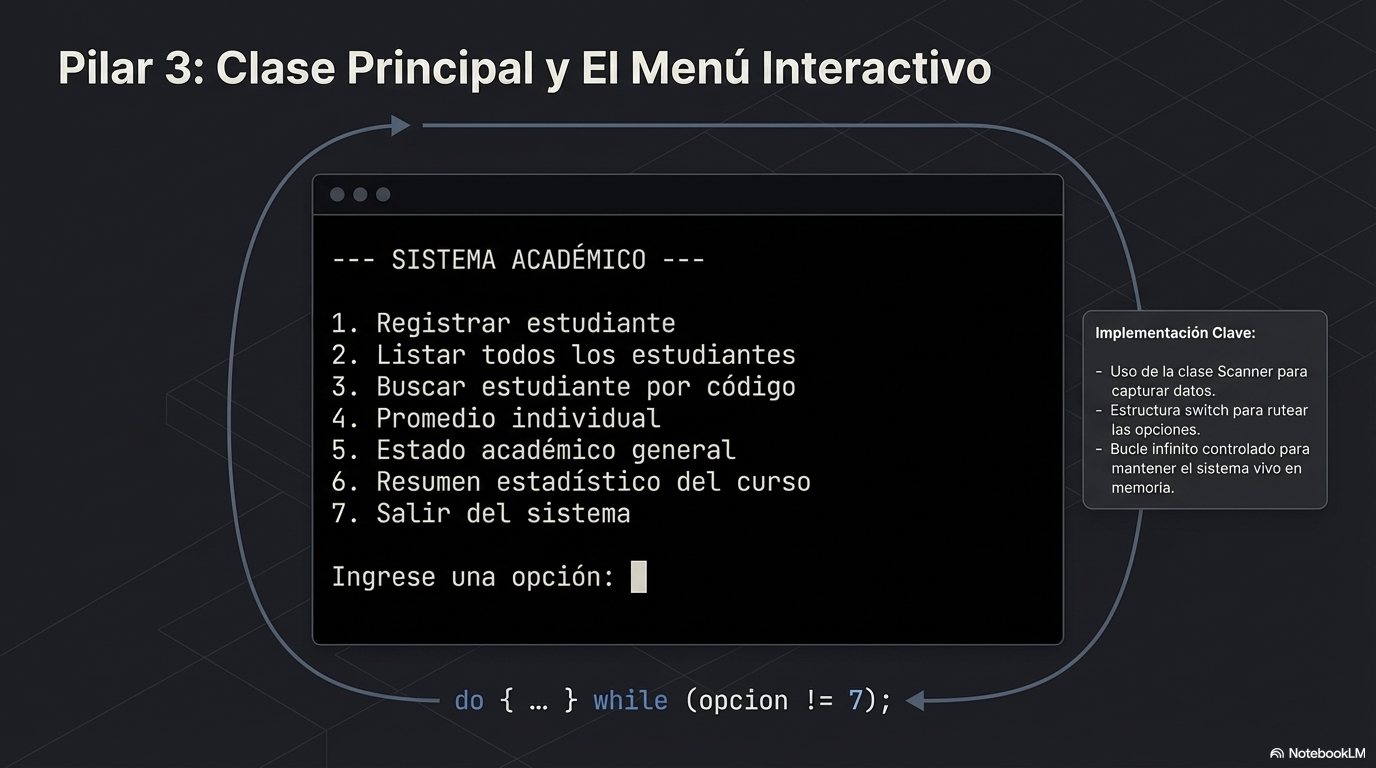 Pilar 3: Clase Principal y El Menú Interactivo
--- SISTEMA ACADÉMICO ---
1. Registrar estudiante
2. Listar todos los estudiantes
3. Buscar estudiante por código
4. Promedio individual
5. Estado académico general
6. Resumen estadístico del curso
7. Salir del sistema
Ingrese una opción:
Implementación Clave:
- Uso de la clase Scanner para
capturar datos.
- Estructura switch para rutear
las opciones.
- Bucle infinito controlado para
mantener el sistema vivo en
memoria.
do { … } while (opcion != 7);
NotebookLM